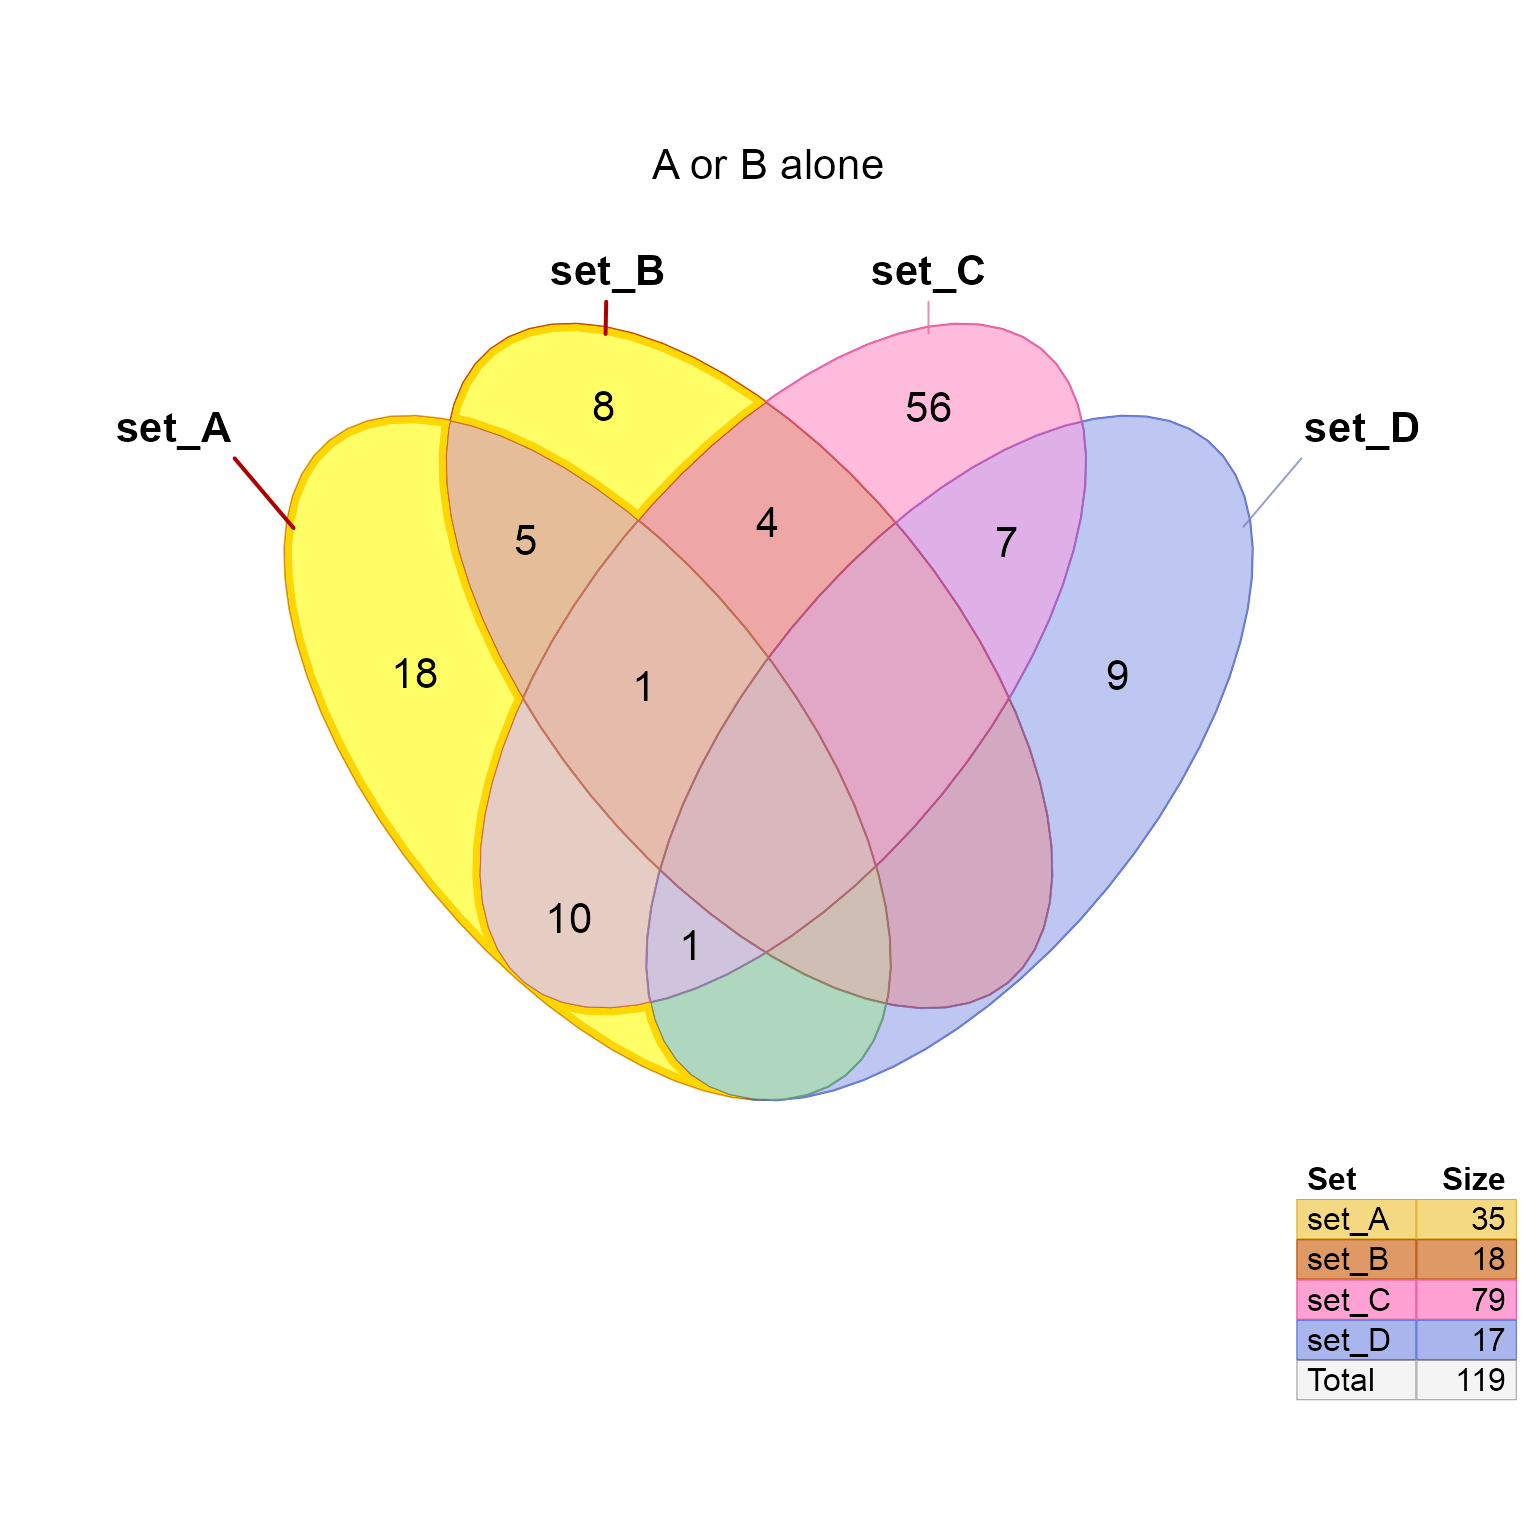 A or B alone
set_B
set_C
set_A
set_D
8
56
5
4
7
18
1
9
10
1
Set Size
set_A 35
set_B 18
set_C 79
set_D 17
Total 119